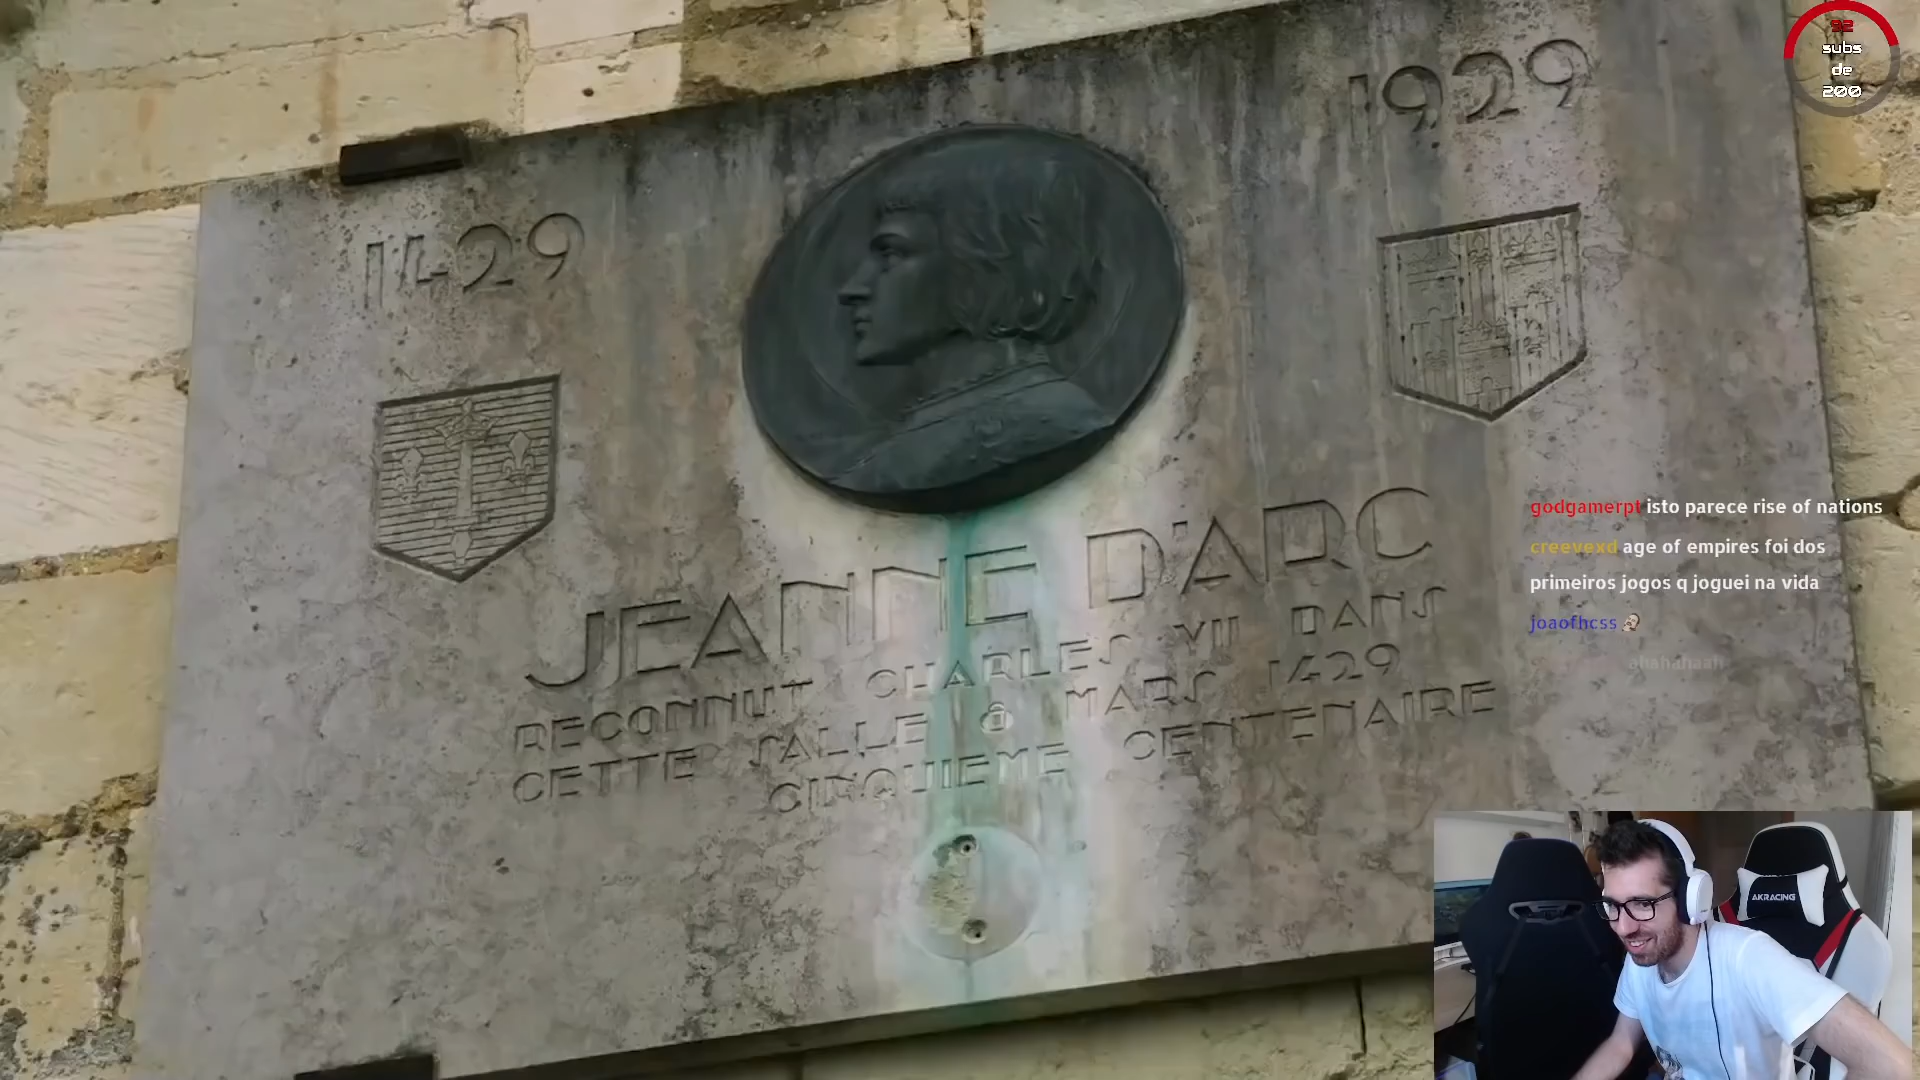 92
subs
de
200
1929
1429
JEANNE D'ARC
RECONNUT CHARLES VII DANS
CETTE SALLE 8 MARS 1429
CINQUIEME CENTENAIRE
godgamerpt isto parece rise of nations
creevexd age of empires foi dos
primeiros jogos q joguei na vida
joaofhcss
ahahahaah
AKRACING